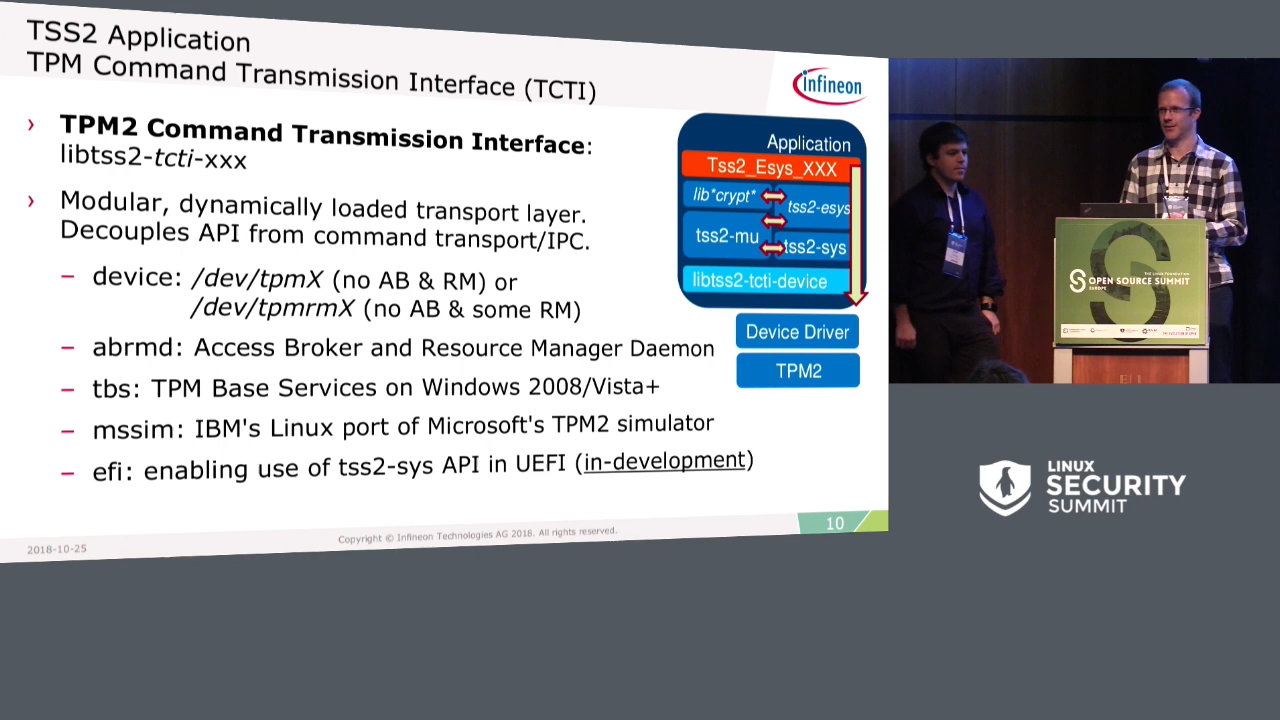 TSS2 Application
TPM Command Transmission Interface (TCTI)
infineon
› TPM2 Command Transmission Interface:
libtss2-tcti-xxx
› Modular, dynamically loaded transport layer.
Decouples API from command transport/IPC.
– device: /dev/tpmX (no AB & RM) or
/dev/tpmrmX (no AB & some RM)
– abrmd: Access Broker and Resource Manager Daemon
– tbs: TPM Base Services on Windows 2008/Vista+
– mssim: IBM's Linux port of Microsoft's TPM2 simulator
– efi: enabling use of tss2-sys API in UEFI (in-development)
Application
Tss2_Esys_XXX
lib*crypt*
tss2-esys
tss2-mu
tss2-sys
libtss2-tcti-device
Device Driver
TPM2
2018-10-25
Copyright © Infineon Technologies AG 2018. All rights reserved.
10
THE LINUX FOUNDATION
OPEN SOURCE SUMMIT
EUROPE
LINUX
SECURITY
SUMMIT